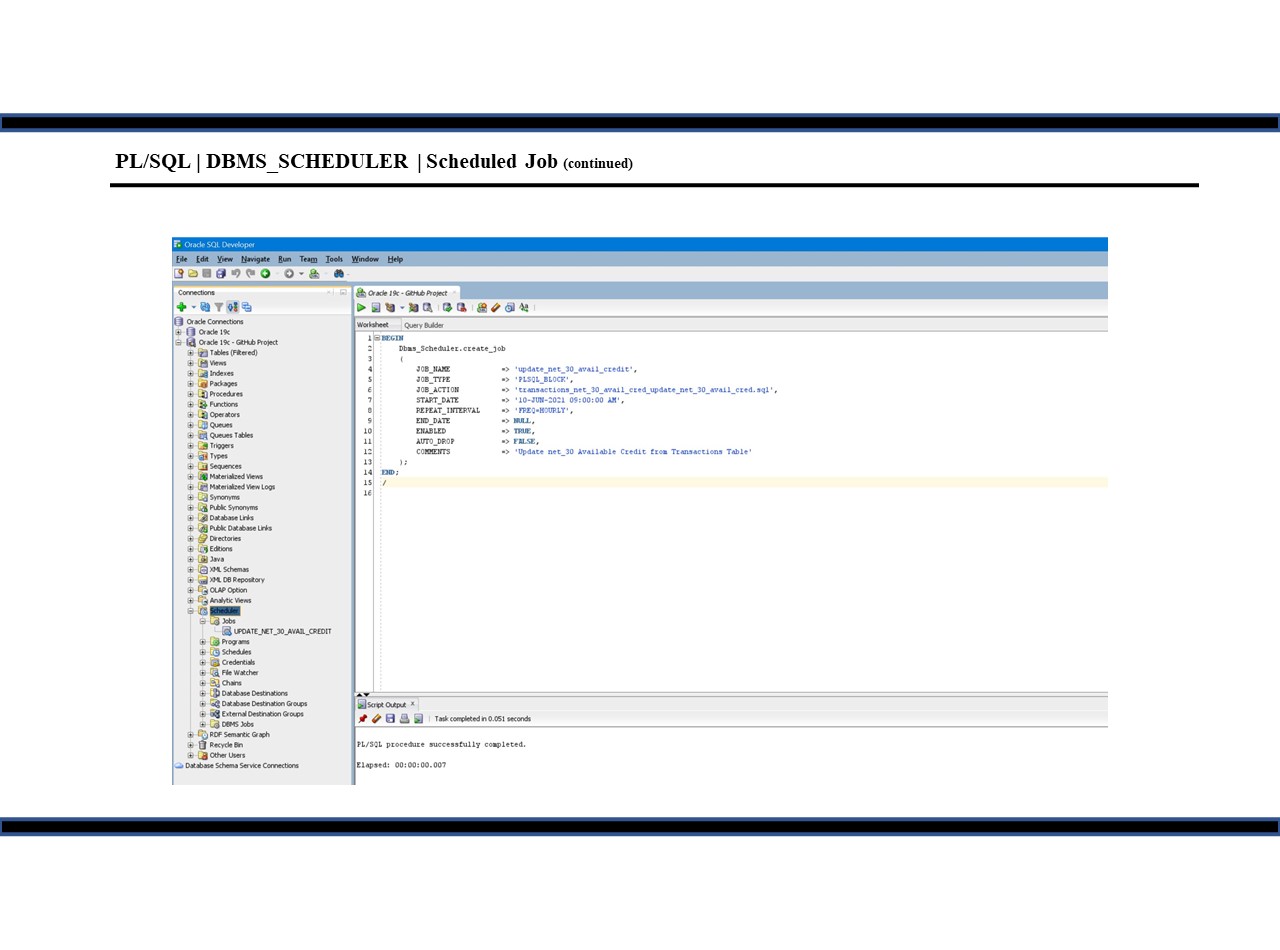 PL/SQL | DBMS_SCHEDULER | Scheduled Job (continued)
Oracle SQL Developer
File Edit View Navigate Run Team Tools Window Help
Connections
Oracle Connections
Oracle 19c
Oracle 19c - GitHub Project
Tables (Filtered)
Views
Indexes
Packages
Procedures
Functions
Operators
Queues
Queues Tables
Triggers
Types
Sequences
Materialized Views
Materialized View Logs
Synonyms
Public Synonyms
Database Links
Public Database Links
Directories
Editions
Java
XML Schemas
XML DB Repository
OLAP Option
Analytic Views
Scheduler
Jobs
UPDATE_NET_30_AVAIL_CREDIT
Programs
Schedules
Credentials
File Watcher
Chains
Database Destinations
Database Destination Groups
External Destination Groups
DBMS Jobs
RDF Semantic Graph
Recycle Bin
Other Users
Database Schema Service Connections
Oracle 19c - GitHub Project
Worksheet Query Builder
1 BEGIN
2 Dbms_Scheduler.create_job
3 (
4 JOB_NAME => 'update_net_30_avail_credit',
5 JOB_TYPE => 'PLSQL_BLOCK',
6 JOB_ACTION => 'transactions_net_30_avail_cred_update_net_30_avail_cred.sql',
7 START_DATE => '10-JUN-2021 09:00:00 AM',
8 REPEAT_INTERVAL => 'FREQ=HOURLY',
9 END_DATE => NULL,
10 ENABLED => TRUE,
11 AUTO_DROP => FALSE,
12 COMMENTS => 'Update net_30 Available Credit from Transactions Table'
13 );
14 END;
15 /
16
Script Output x
Task completed in 0.051 seconds
PL/SQL procedure successfully completed.
Elapsed: 00:00:00.007